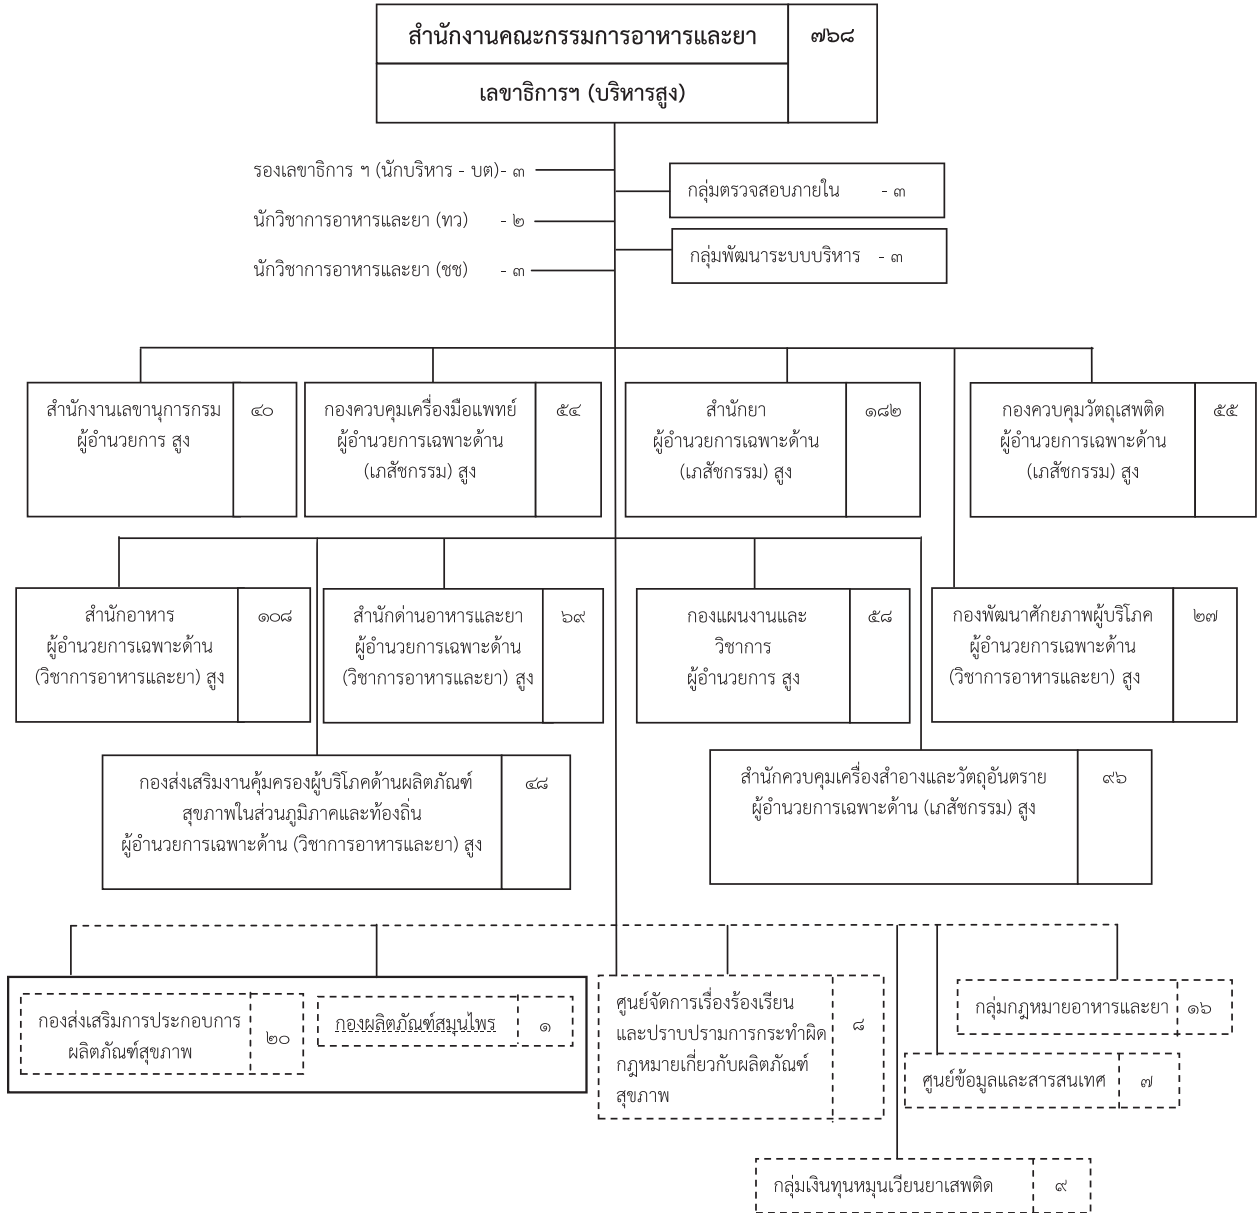 สำนักงานคณะกรรมการอาหารและยา ๗๖๘
เลขาธิการฯ (บริหารสูง)
รองเลขาธิการ ฯ (นักบริหาร - บต)- ๓
กลุ่มตรวจสอบภายใน - ๓
นักวิชาการอาหารและยา (ทว) - ๒
กลุ่มพัฒนาระบบบริหาร - ๓
นักวิชาการอาหารและยา (ชช) - ๓
สำนักงานเลขานุการกรม ๔๐
ผู้อำนวยการ สูง
กองควบคุมเครื่องมือแพทย์ ๕๔
ผู้อำนวยการเฉพาะด้าน
(เภสัชกรรม) สูง
สำนักยา ๑๘๒
ผู้อำนวยการเฉพาะด้าน
(เภสัชกรรม) สูง
กองควบคุมวัตถุเสพติด ๕๕
ผู้อำนวยการเฉพาะด้าน
(เภสัชกรรม) สูง
สำนักอาหาร ๑๐๘
ผู้อำนวยการเฉพาะด้าน
(วิชาการอาหารและยา) สูง
สำนักด่านอาหารและยา ๖๙
ผู้อำนวยการเฉพาะด้าน
(วิชาการอาหารและยา) สูง
กองแผนงานและ ๕๘
วิชาการ
ผู้อำนวยการ สูง
กองพัฒนาศักยภาพผู้บริโภค ๒๗
ผู้อำนวยการเฉพาะด้าน
(วิชาการอาหารและยา) สูง
กองส่งเสริมงานคุ้มครองผู้บริโภคด้านผลิตภัณฑ์ ๔๘
สุขภาพในส่วนภูมิภาคและท้องถิ่น
ผู้อำนวยการเฉพาะด้าน (วิชาการอาหารและยา) สูง
สำนักควบคุมเครื่องสำอางและวัตถุอันตราย ๙๖
ผู้อำนวยการเฉพาะด้าน (เภสัชกรรม) สูง
กองส่งเสริมการประกอบการ ๒๐
ผลิตภัณฑ์สุขภาพ
กองผลิตภัณฑ์สมุนไพร ๑
ศูนย์จัดการเรื่องร้องเรียน ๘
และปราบปรามการกระทำผิด
กฎหมายเกี่ยวกับผลิตภัณฑ์
สุขภาพ
กลุ่มกฎหมายอาหารและยา ๑๖
ศูนย์ข้อมูลและสารสนเทศ ๗
กลุ่มเงินทุนหมุนเวียนยาเสพติด ๙